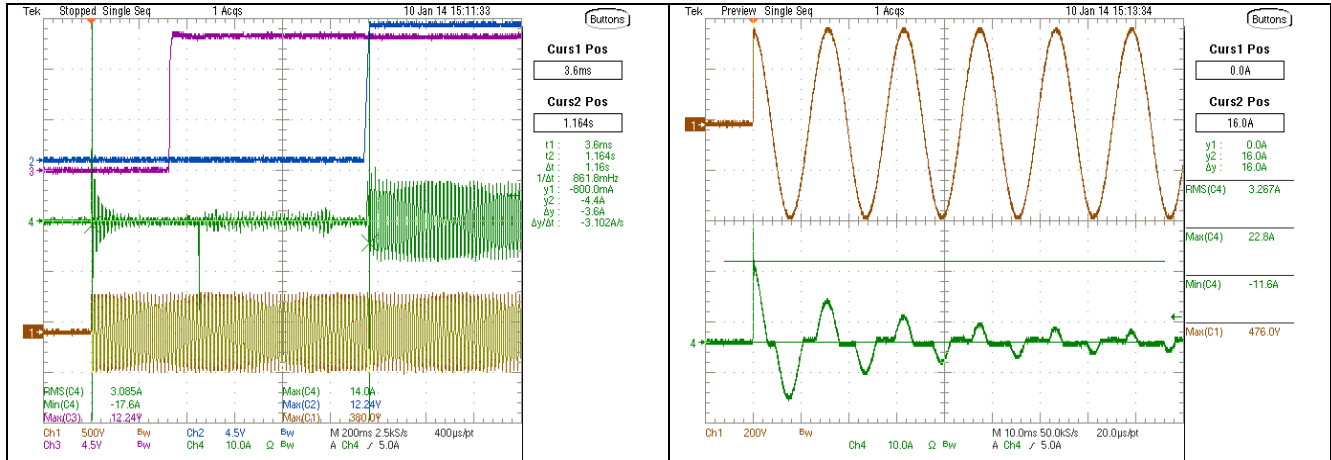 Tek Stopped Single Seq 1 Acqs 10 Jan 14 15:11:33
Buttons
Curs1 Pos
3.6ms
Curs2 Pos
1.164s
t1 : 3.6ms
t2 : 1.164s
Δt : 1.16s
1/Δt : 861.8mHz
y1 : -800.0mA
y2 : -4.4A
Δy : -3.6A
Δy/Δt : -3.102A/s
2
3
4
1
RMS(C4) 3.085A Max(C4) 14.0A
Min(C4) -17.6A Max(C2) 12.24V
Max(C3) 12.24V Max(C1) 380.0V
Ch1 500V Bw Ch2 4.5V Bw M 200ms 2.5kS/s 400µs/pt
Ch3 4.5V Bw Ch4 10.0A Ω Bw A Ch4 ∕ 5.0A
Tek Preview Single Seq 1 Acqs 10 Jan 14 15:13:34
Buttons
Curs1 Pos
0.0A
Curs2 Pos
16.0A
y1 : 0.0A
y2 : 16.0A
Δy : 16.0A
RMS(C4) 3.267A
Max(C4) 22.8A
Min(C4) -11.6A
Max(C1) 476.0V
1
4
Ch1 200V Bw M 10.0ms 50.0kS/s 20.0µs/pt
Ch4 10.0A Ω Bw A Ch4 ∕ 5.0A